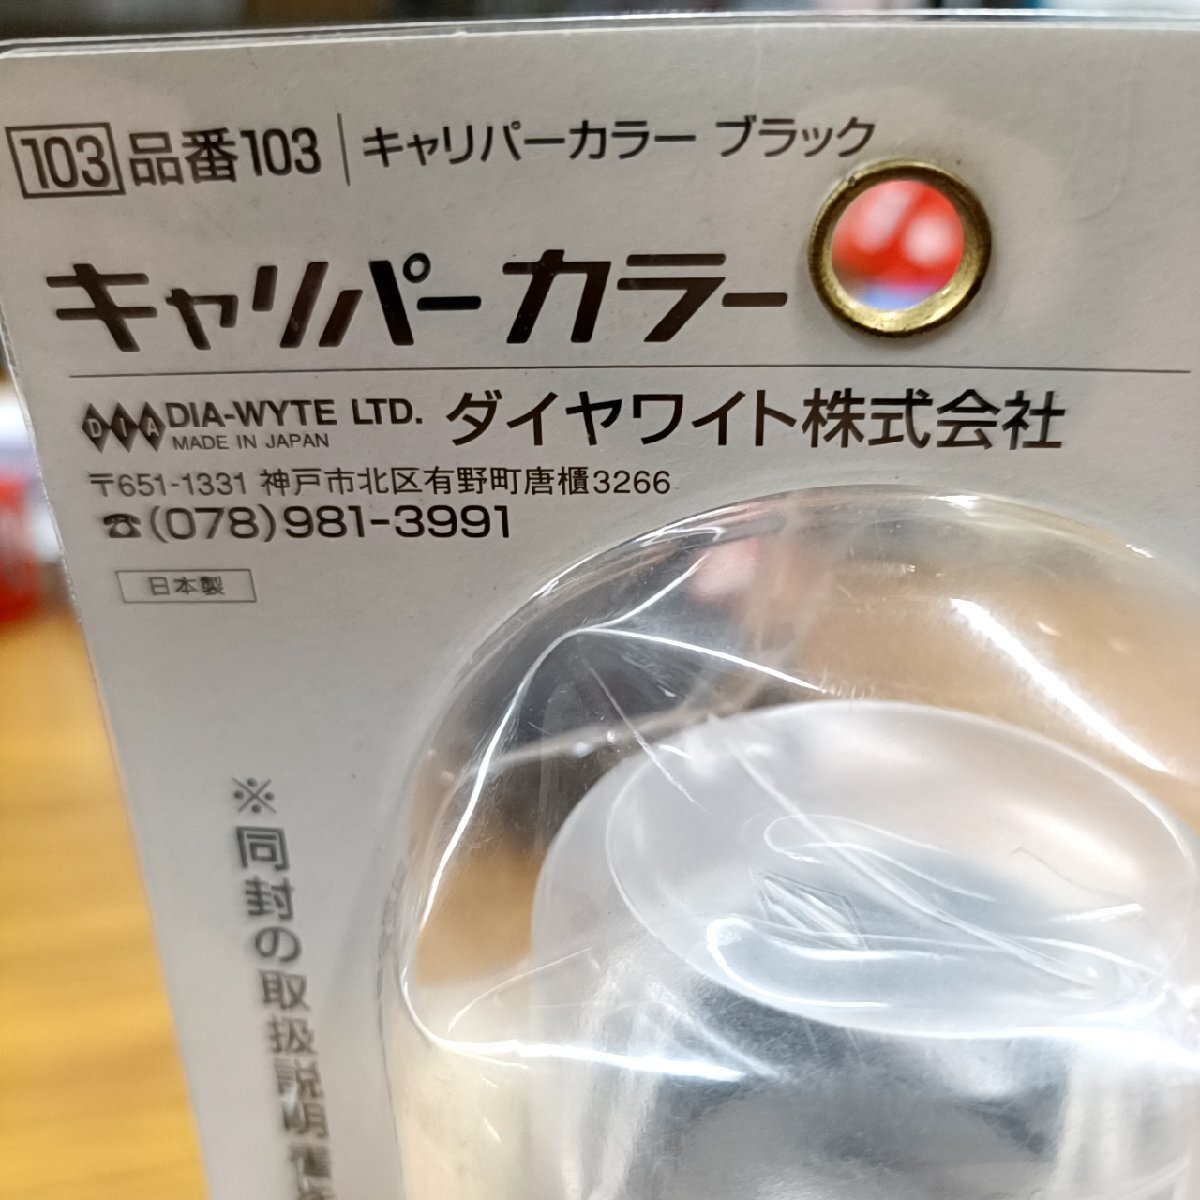 103 品番103 キャリパーカラー ブラック
キャリパーカラー
DIA DIA-WYTE LTD. ダイヤワイト株式会社
MADE IN JAPAN
〒651-1331 神戸市北区有野町唐櫃3266
☎(078)981-3991
日本製
※同封の取扱説明